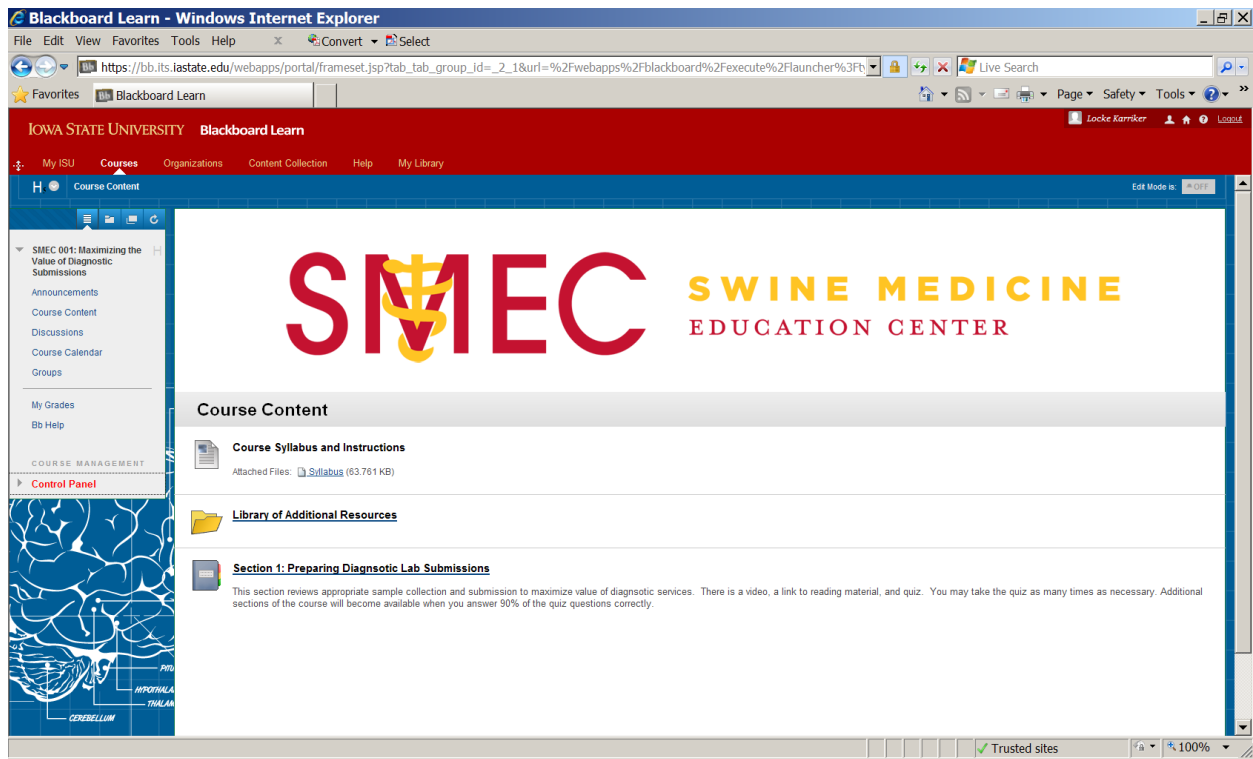 Blackboard Learn - Windows Internet Explorer
File Edit View Favorites Tools Help x Convert Select
https://bb.its.iastate.edu/webapps/portal/frameset.jsp?tab_tab_group_id=_2_1&url=%2Fwebapps%2Fblackboard%2Fexecute%2Flauncher%3Ft Live Search
Favorites Bb Blackboard Learn Page Safety Tools
IOWA STATE UNIVERSITY Blackboard Learn Locke Karriker Logout
My ISU Courses Organizations Content Collection Help My Library
Course Content Edit Mode is: OFF
SMEC 001: Maximizing the
Value of Diagnostic
Submissions
Announcements
Course Content
Discussions
Course Calendar
Groups
My Grades
Bb Help
COURSE MANAGEMENT
Control Panel
SMEC SWINE MEDICINE
EDUCATION CENTER
Course Content
Course Syllabus and Instructions
Attached Files: Syllabus (63.761 KB)
Library of Additional Resources
Section 1: Preparing Diagnsotic Lab Submissions
This section reviews appropriate sample collection and submission to maximize value of diagnsotic services. There is a video, a link to reading material, and quiz. You may take the quiz as many times as necessary. Additional
sections of the course will become available when you answer 90% of the quiz questions correctly.
CEREBELLUM
Trusted sites 100%